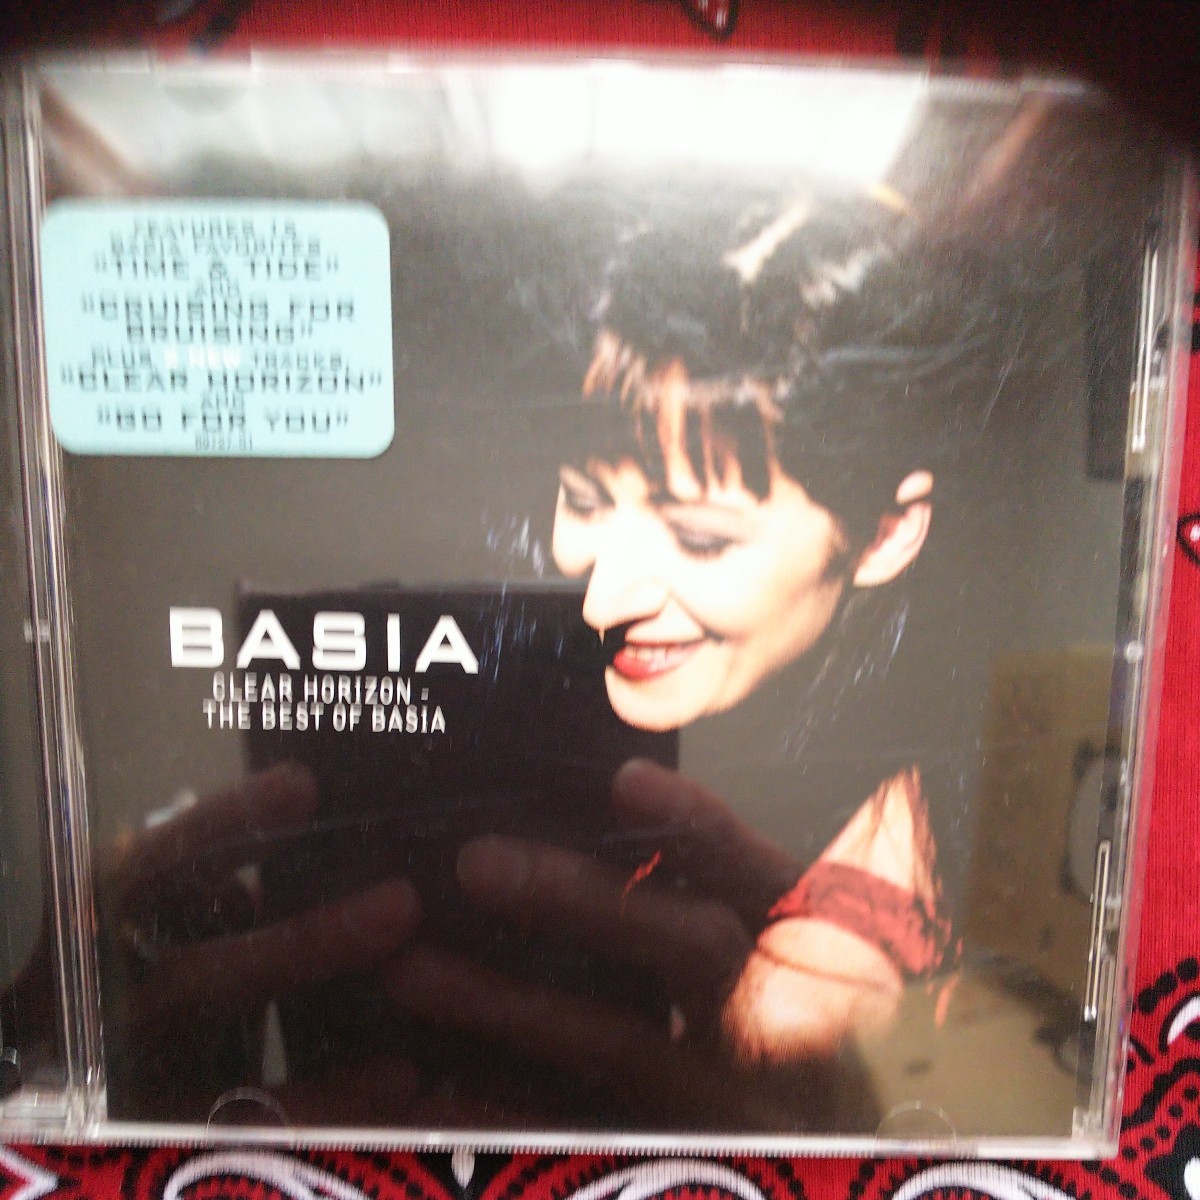 FEATURES 15
BASIA FAVORITES
"TIME & TIDE"
AND
"CRUISING FOR
BRUISING"
PLUS NEW TRACKS,
"CLEAR HORIZON"
AND
"GO FOR YOU"
BASIA
CLEAR HORIZON -
THE BEST OF BASIA